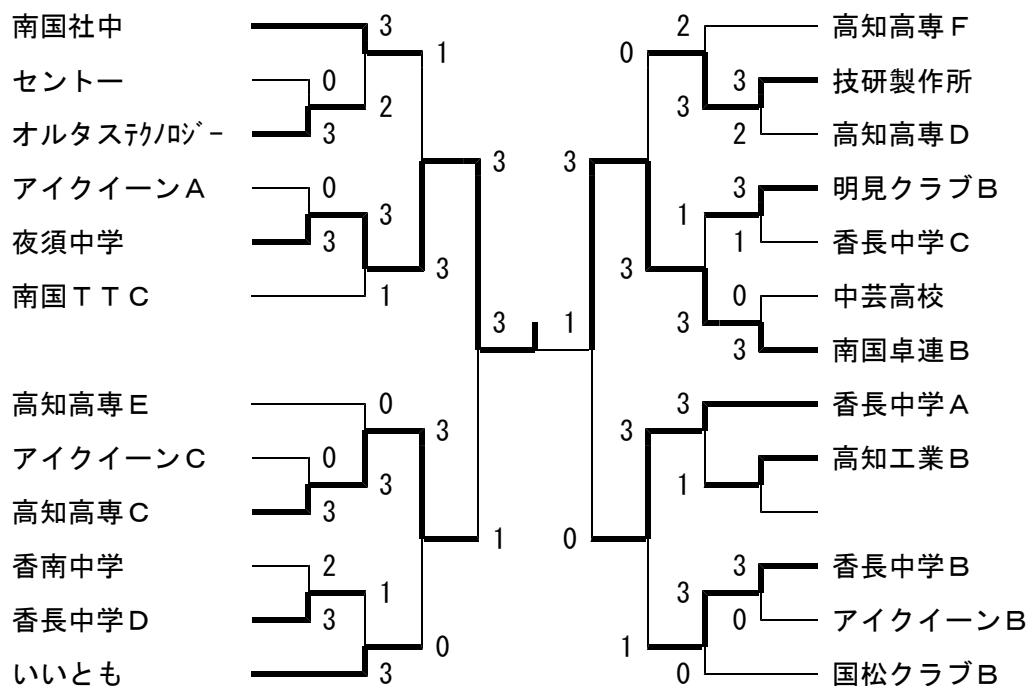 南国社中
セントー
オルタステクノロジー
アイクイーンA
夜須中学
南国TTC
高知高専E
アイクイーンC
高知高専C
香南中学
香長中学D
いいとも
3
0
2
3
0
3
3
1
0
0
3
3
2
1
3
3
1
3
3
0
3
1
3
1
3
0
0
3
3
3
1
2
3
1
3
3
1
3
0
3
2
3
1
0
3
3
0
高知高専F
技研製作所
高知高専D
明見クラブB
香長中学C
中芸高校
南国卓連B
香長中学A
高知工業B
香長中学B
アイクイーンB
国松クラブB